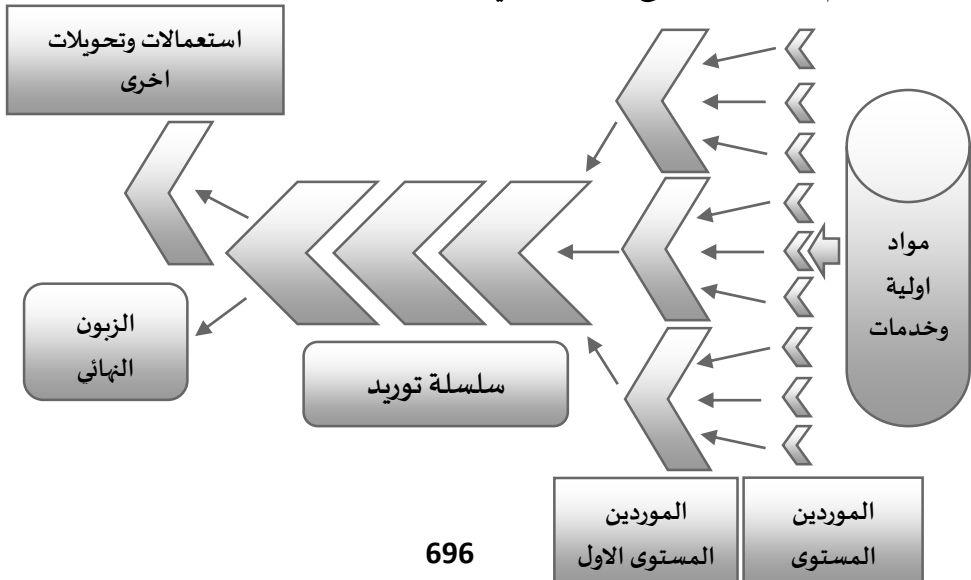 استعمالات وتحويلات
اخرى
مواد
اولية
وخدمات
الزبون
النهائي
سلسلة توريد
الموردين
المستوى الاول
الموردين
المستوى
696